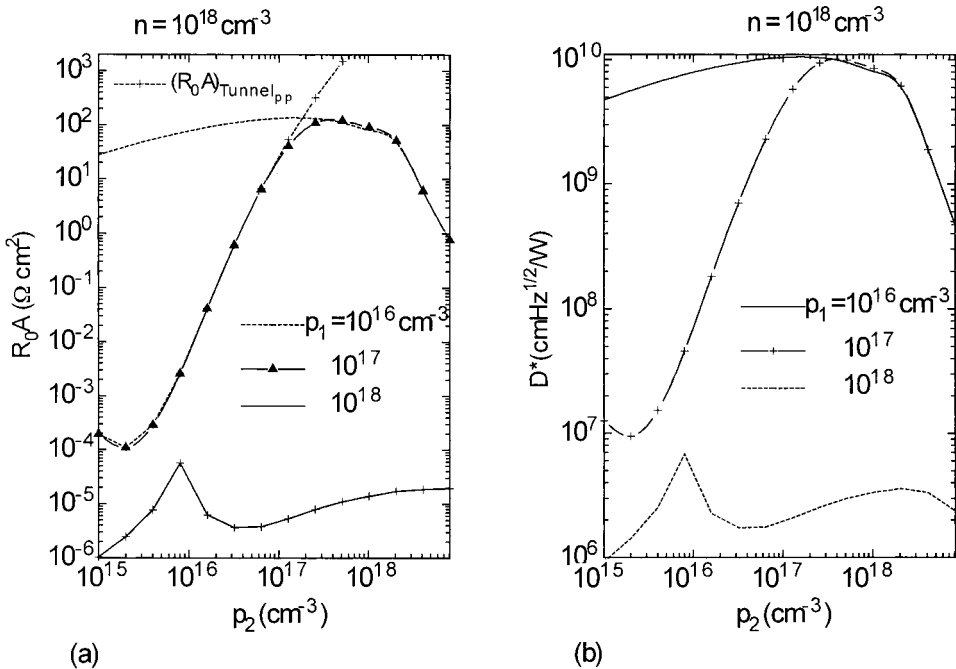 n = 10¹⁸ cm⁻³
(R₀A)Tunnelₚₚ
10³
10²
10¹
10⁰
10⁻¹
10⁻²
10⁻³
10⁻⁴
10⁻⁵
10⁻⁶
R₀A (Ω cm²)
p₁ = 10¹⁶ cm⁻³
10¹⁷
10¹⁸
10¹⁵ 10¹⁶ 10¹⁷ 10¹⁸
p₂ (cm⁻³)
(a)
n = 10¹⁸ cm⁻³
10¹⁰
10⁹
10⁸
10⁷
10⁶
D* (cmHz¹/²/W)
p₁ = 10¹⁶ cm⁻³
10¹⁷
10¹⁸
10¹⁵ 10¹⁶ 10¹⁷ 10¹⁸
p₂ (cm⁻³)
(b)